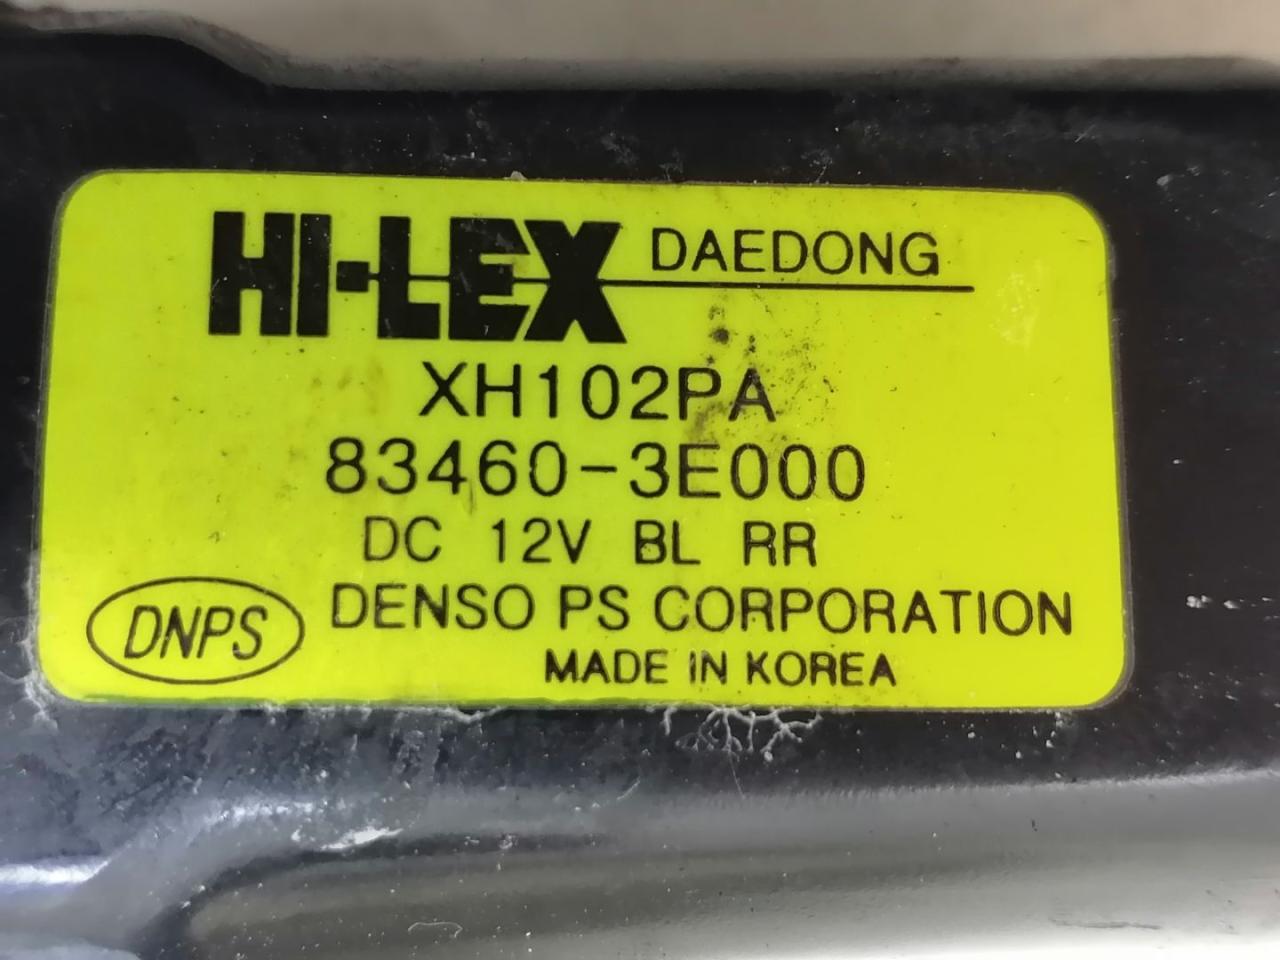 HI-LEX DAEDONG
XH102PA
83460-3E000
DC 12V BL RR
DNPS DENSO PS CORPORATION
MADE IN KOREA